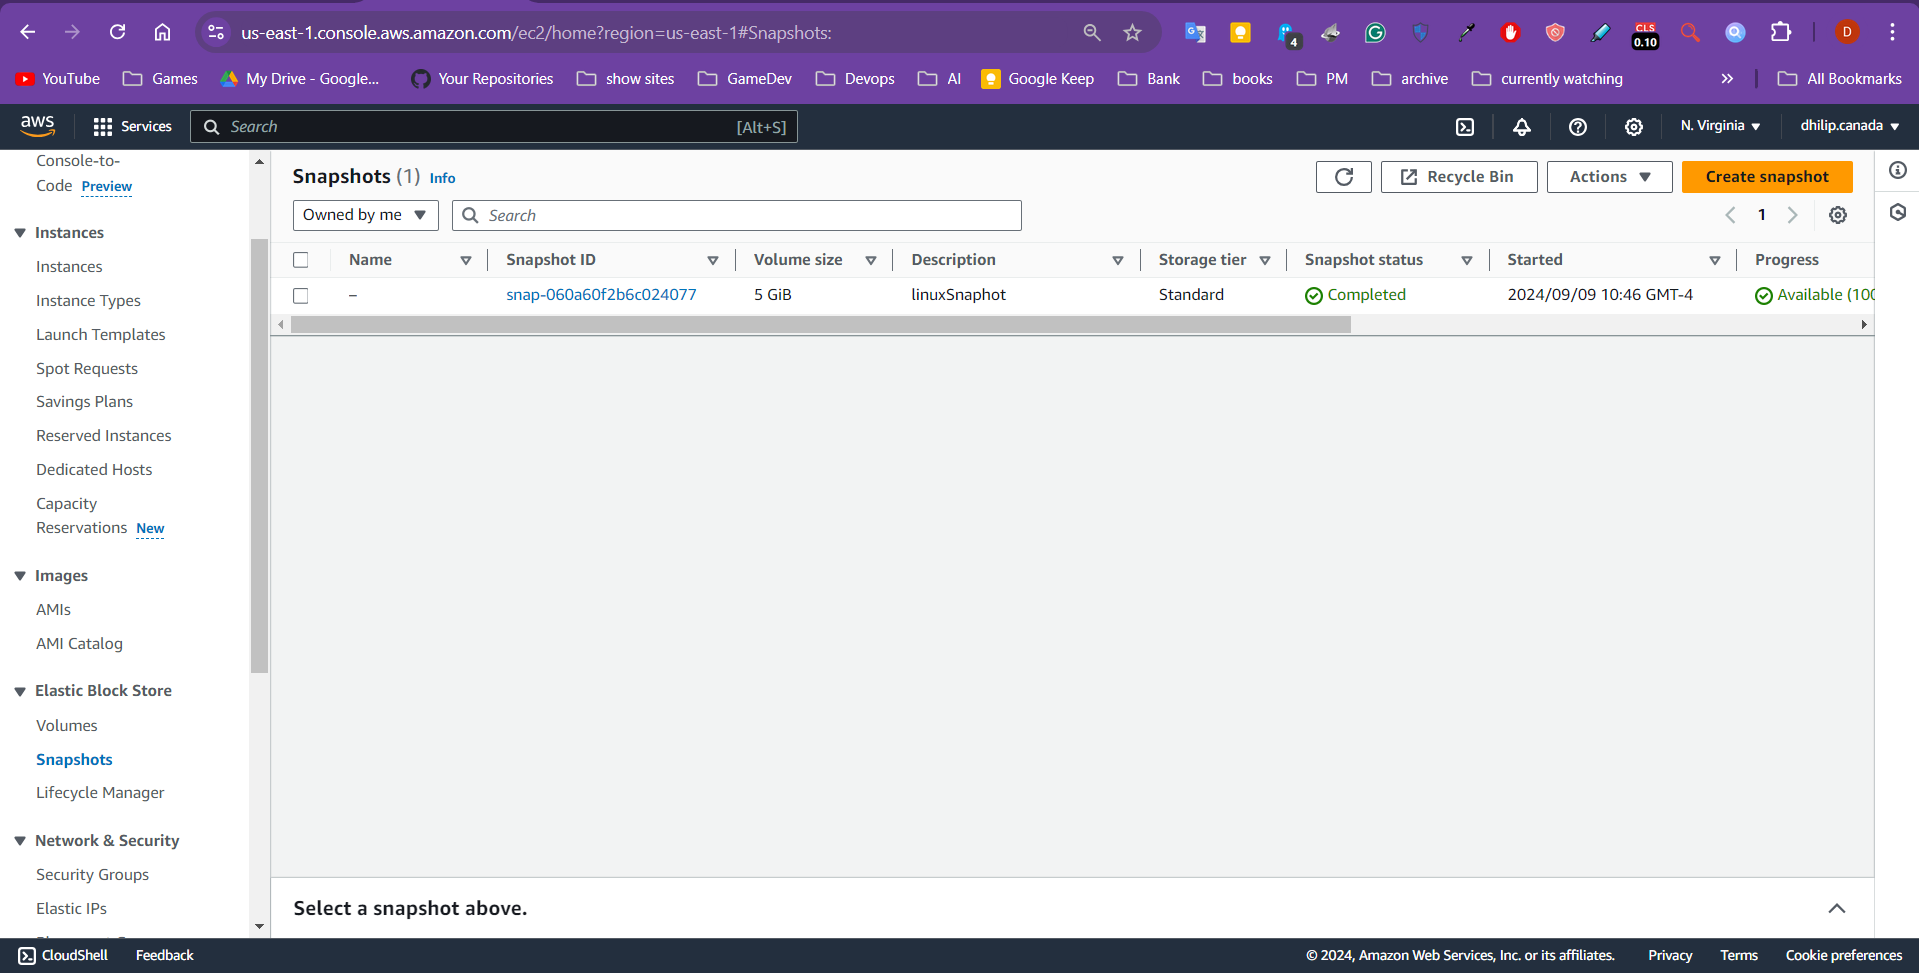 us-east-1.console.aws.amazon.com/ec2/home?region=us-east-1#Snapshots:
4
CLS
0.10
D
YouTube
Games
My Drive - Google...
Your Repositories
show sites
GameDev
Devops
AI
Google Keep
Bank
books
PM
archive
currently watching
»
All Bookmarks
aws
Services
Search
[Alt+S]
N. Virginia
dhilip.canada
Console-to-
Code Preview
Instances
Instances
Instance Types
Launch Templates
Spot Requests
Savings Plans
Reserved Instances
Dedicated Hosts
Capacity
Reservations New
Images
AMIs
AMI Catalog
Elastic Block Store
Volumes
Snapshots
Lifecycle Manager
Network & Security
Security Groups
Elastic IPs
Snapshots (1) Info
Recycle Bin
Actions
Create snapshot
Owned by me
Search
1
Name Snapshot ID Volume size Description Storage tier Snapshot status Started Progress
– snap-060a60f2b6c024077 5 GiB linuxSnaphot Standard Completed 2024/09/09 10:46 GMT-4 Available (100
Select a snapshot above.
CloudShell
Feedback
© 2024, Amazon Web Services, Inc. or its affiliates.
Privacy
Terms
Cookie preferences